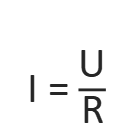 I = U/R